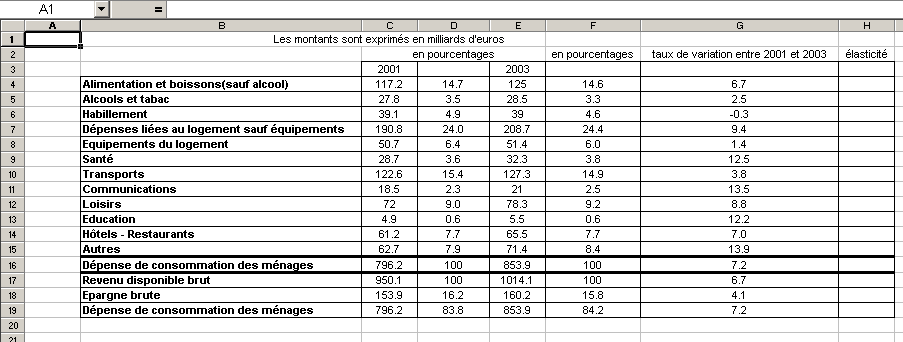 A1 =
A B C D E F G H
1 Les montants sont exprimés en milliards d'euros
2 en pourcentages en pourcentages taux de variation entre 2001 et 2003 élasticité
3 2001 2003
4 Alimentation et boissons(sauf alcool) 117.2 14.7 125 14.6 6.7
5 Alcools et tabac 27.8 3.5 28.5 3.3 2.5
6 Habillement 39.1 4.9 39 4.6 -0.3
7 Dépenses liées au logement sauf équipements 190.8 24.0 208.7 24.4 9.4
8 Equipements du logement 50.7 6.4 51.4 6.0 1.4
9 Santé 28.7 3.6 32.3 3.8 12.5
10 Transports 122.6 15.4 127.3 14.9 3.8
11 Communications 18.5 2.3 21 2.5 13.5
12 Loisirs 72 9.0 78.3 9.2 8.8
13 Education 4.9 0.6 5.5 0.6 12.2
14 Hôtels - Restaurants 61.2 7.7 65.5 7.7 7.0
15 Autres 62.7 7.9 71.4 8.4 13.9
16 Dépense de consommation des ménages 796.2 100 853.9 100 7.2
17 Revenu disponible brut 950.1 100 1014.1 100 6.7
18 Epargne brute 153.9 16.2 160.2 15.8 4.1
19 Dépense de consommation des ménages 796.2 83.8 853.9 84.2 7.2
20
21